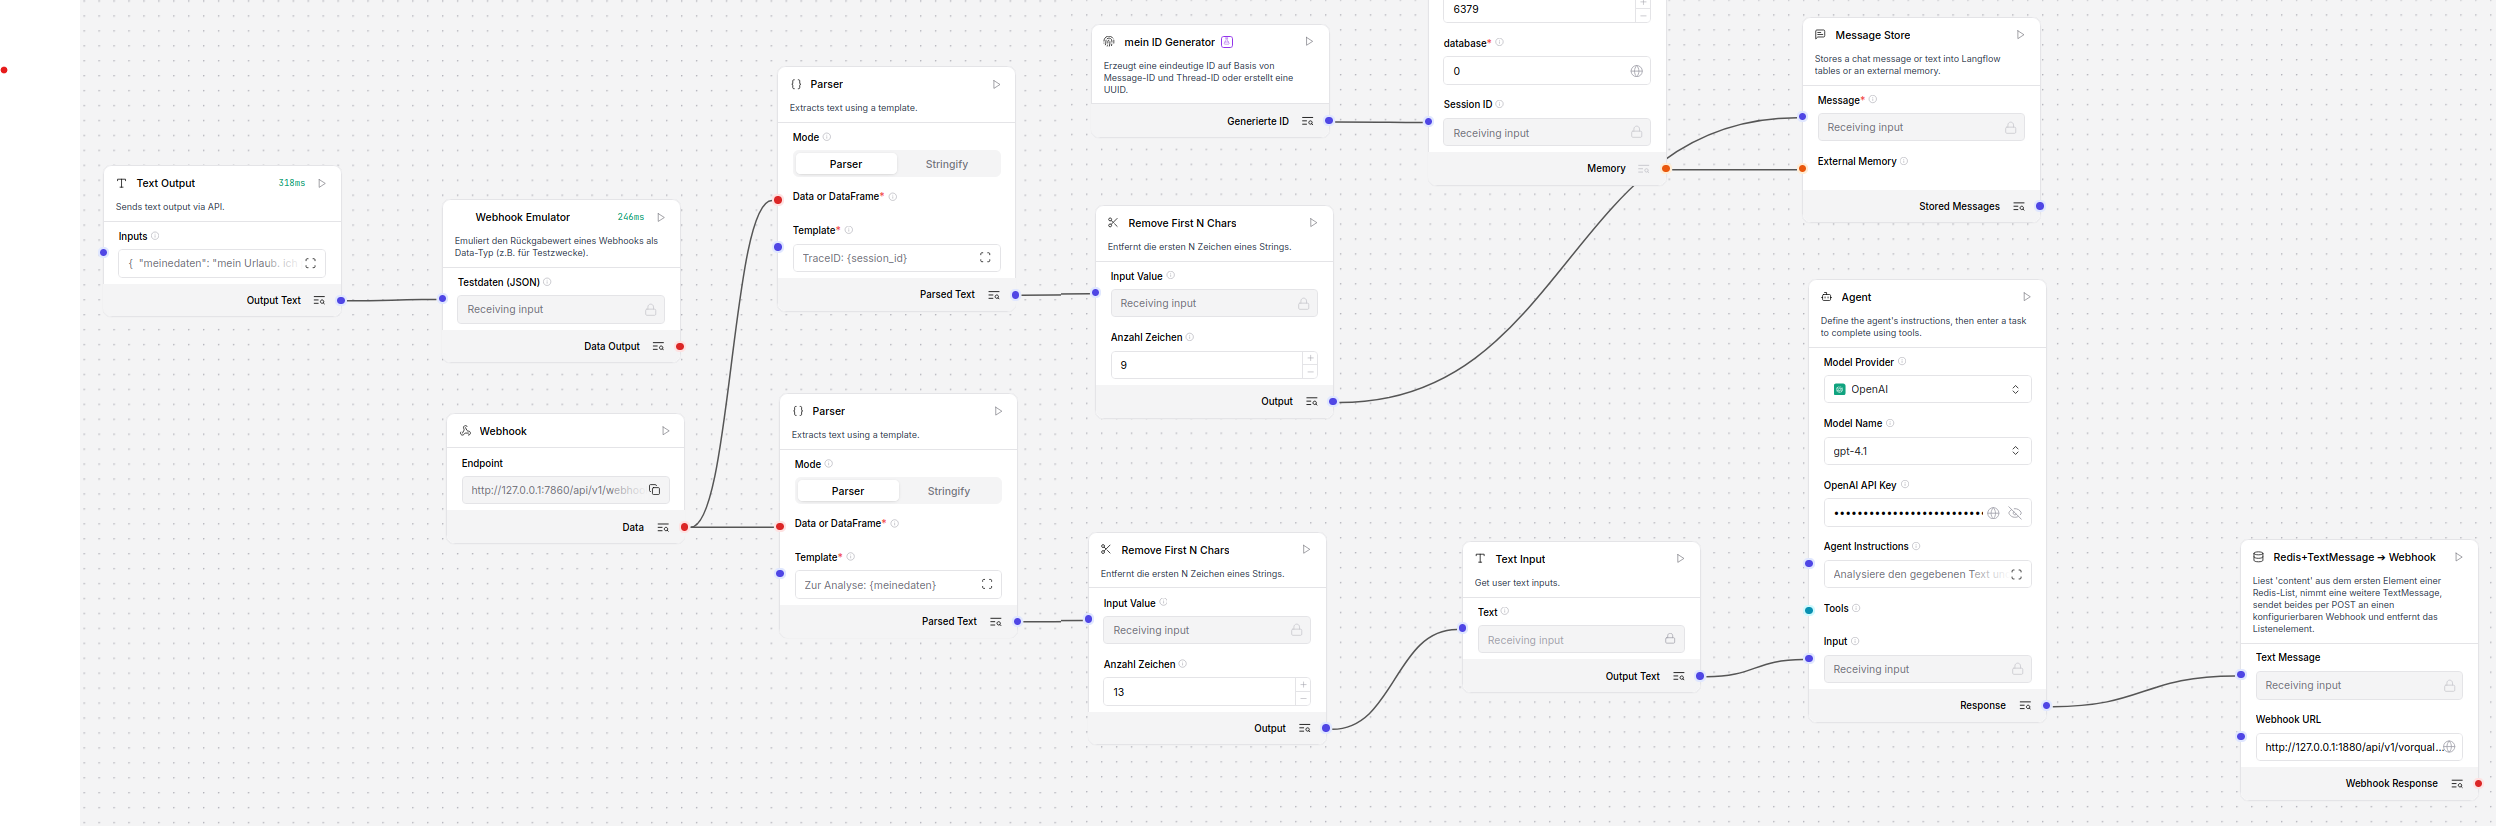 Text Output
318ms
Sends text output via API.
Inputs
{ "meinedaten": "mein Urlaub. ich
Output Text
Webhook Emulator
246ms
Emuliert den Rückgabewert eines Webhooks als
Data-Typ (z.B. für Testzwecke).
Testdaten (JSON)
Receiving input
Data Output
Webhook
Endpoint
http://127.0.0.1:7860/api/v1/webhoo
Data
Parser
Extracts text using a template.
Mode
Parser
Stringify
Data or DataFrame*
Template*
TraceID: {session_id}
Parsed Text
Parser
Extracts text using a template.
Mode
Parser
Stringify
Data or DataFrame*
Template*
Zur Analyse: {meinedaten}
Parsed Text
mein ID Generator
Erzeugt eine eindeutige ID auf Basis von
Message-ID und Thread-ID oder erstellt eine
UUID.
Generierte ID
Remove First N Chars
Entfernt die ersten N Zeichen eines Strings.
Input Value
Receiving input
Anzahl Zeichen
9
Output
Remove First N Chars
Entfernt die ersten N Zeichen eines Strings.
Input Value
Receiving input
Anzahl Zeichen
13
Output
6379
database*
0
Session ID
Receiving input
Memory
Text Input
Get user text inputs.
Text
Receiving input
Output Text
Message Store
Stores a chat message or text into Langflow
tables or an external memory.
Message*
Receiving input
External Memory
Stored Messages
Agent
Define the agent's instructions, then enter a task
to complete using tools.
Model Provider
OpenAI
Model Name
gpt-4.1
OpenAI API Key
Agent Instructions
Analysiere den gegebenen Text un
Tools
Input
Receiving input
Response
Redis+TextMessage → Webhook
Liest 'content' aus dem ersten Element einer
Redis-List, nimmt eine weitere TextMessage,
sendet beides per POST an einen
konfigurierbaren Webhook und entfernt das
Listenelement.
Text Message
Receiving input
Webhook URL
http://127.0.0.1:1880/api/v1/vorqual...
Webhook Response